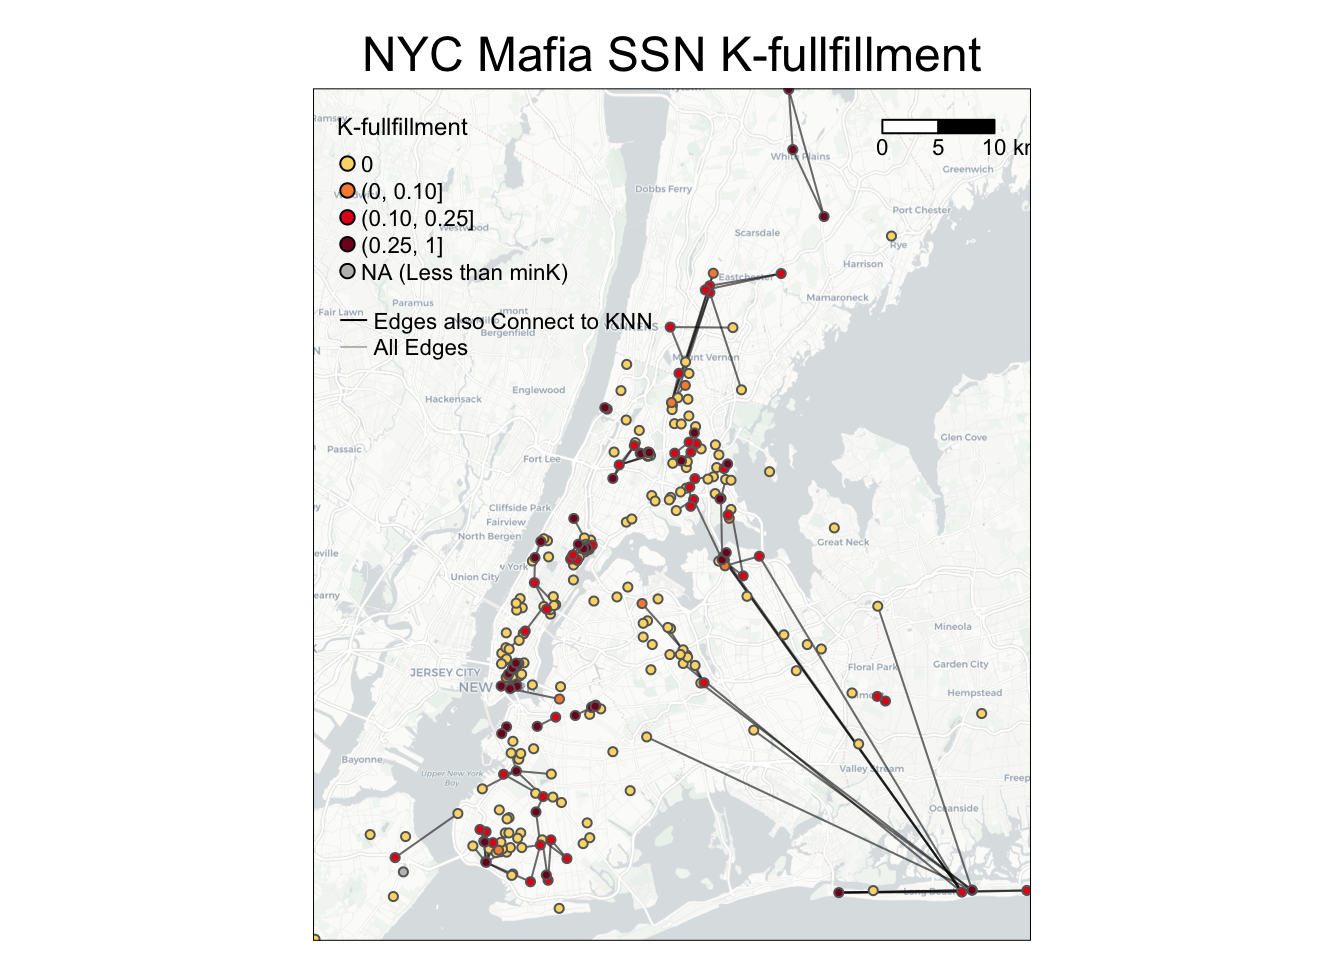 NYC Mafia SSN K-fullfillment
K-fullfillment
0
(0, 0.10]
(0.10, 0.25]
(0.25, 1]
NA (Less than minK)
Edges also Connect to KNN
All Edges
0 5 10
White Plains
Greenwich
Dobbs Ferry
Port Chester
Westwood
Scarsdale
Rye
Harrison
Eastchester
Mamaroneck
Paramus
Fair Lawn
Bergenfield
Mount Vernon
Englewood
Hackensack
Glen Cove
Passaic
Fort Lee
Cliffside Park
Fairview
North Bergen
Great Neck
Union City
Mineola
Floral Park
Garden City
JERSEY CITY
NEW
Hempstead
Bayonne
Upper New York
Bay
Valley Stream
Oceanside